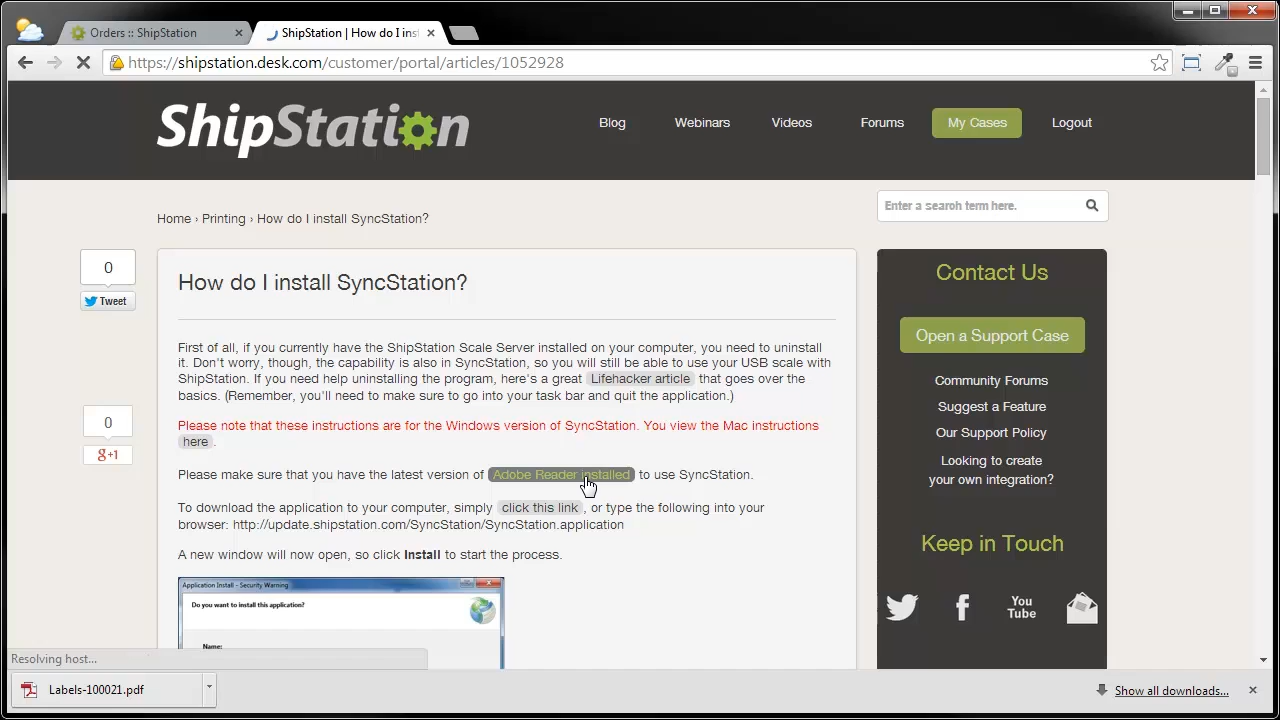 Orders :: ShipStation
ShipStation | How do I inst
https://shipstation.desk.com/customer/portal/articles/1052928
ShipStation
Blog
Webinars
Videos
Forums
My Cases
Logout
Home › Printing › How do I install SyncStation?
Enter a search term here.
0
Tweet
0
g+1
How do I install SyncStation?
First of all, if you currently have the ShipStation Scale Server installed on your computer, you need to uninstall
it. Don't worry, though, the capability is also in SyncStation, so you will still be able to use your USB scale with
ShipStation. If you need help uninstalling the program, here's a great Lifehacker article that goes over the
basics. (Remember, you'll need to make sure to go into your task bar and quit the application.)
Please note that these instructions are for the Windows version of SyncStation. You view the Mac instructions
here .
Please make sure that you have the latest version of Adobe Reader installed to use SyncStation.
To download the application to your computer, simply click this link , or type the following into your
browser: http://update.shipstation.com/SyncStation/SyncStation.application
A new window will now open, so click Install to start the process.
Application Install - Security Warning
Do you want to install this application?
Name:
Contact Us
Open a Support Case
Community Forums
Suggest a Feature
Our Support Policy
Looking to create
your own integration?
Keep in Touch
You
Tube
Resolving host...
Labels-100021.pdf
Show all downloads...